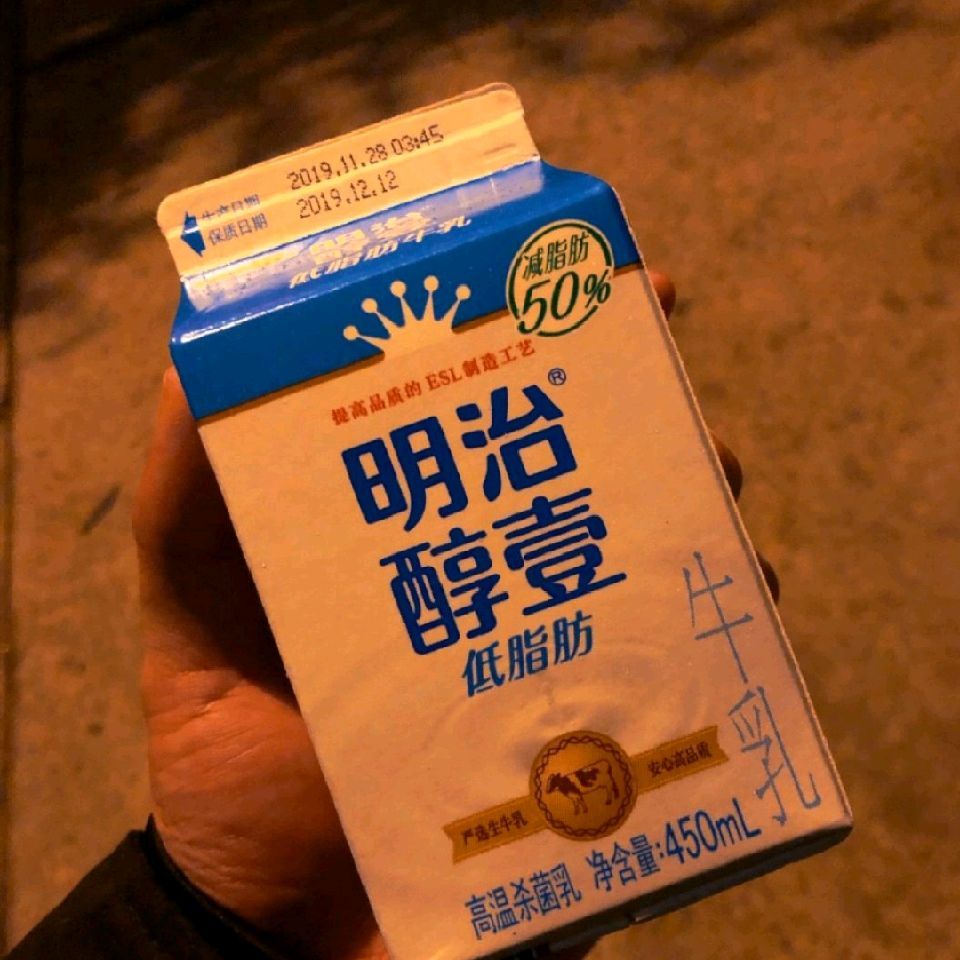 生产日期 2019.11.28 03:45
保质日期 2019.12.12
明治
低脂肪牛乳
减脂肪
50%
提高品质的 ESL 制造工艺
明治®
醇壹
低脂肪
牛乳
严选生牛乳
安心高品质
高温杀菌乳 净含量:450mL